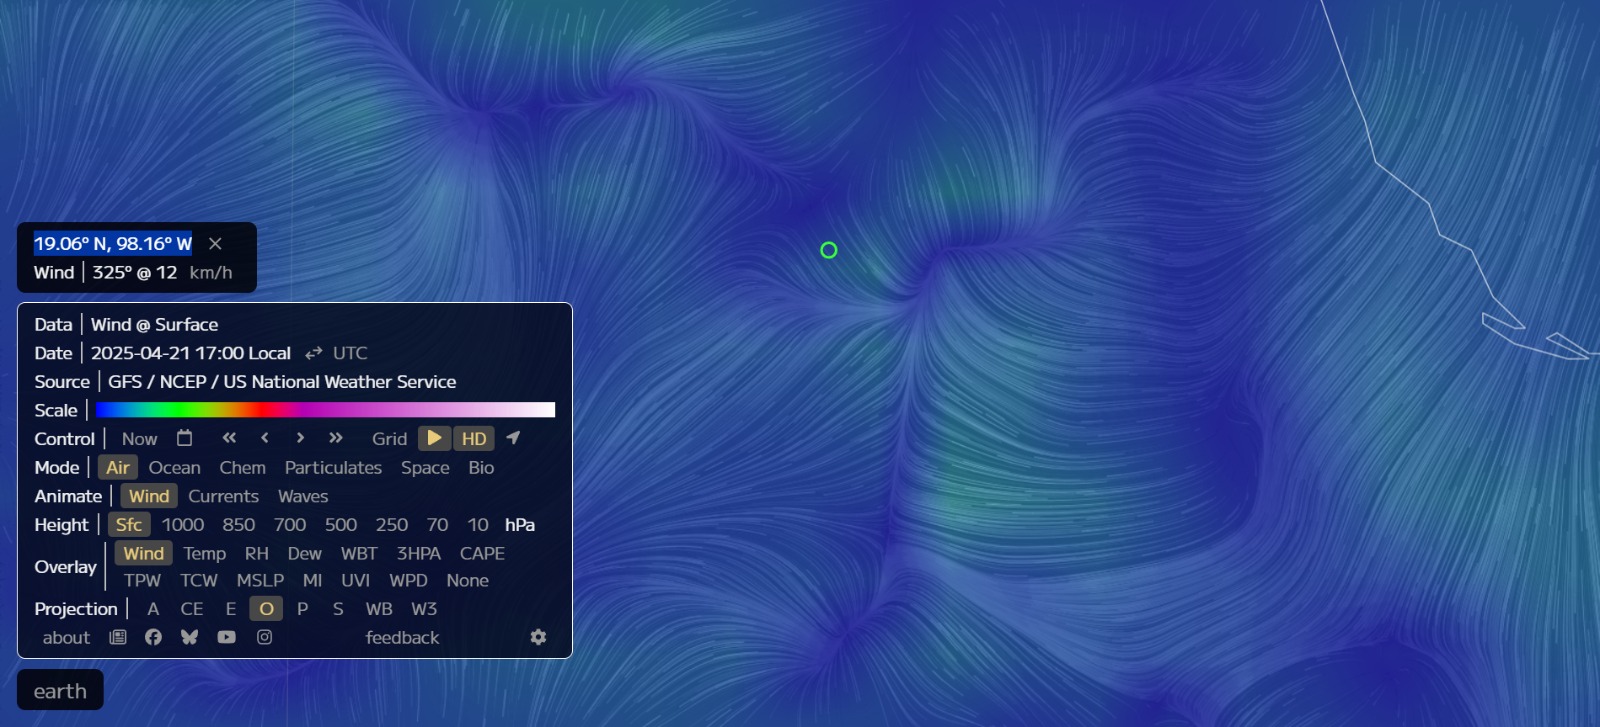 19.06° N, 98.16° W ×
Wind | 325° @ 12 km/h
Data | Wind @ Surface
Date | 2025-04-21 17:00 Local ⇄ UTC
Source | GFS / NCEP / US National Weather Service
Scale |
Control | Now « ‹ › » Grid HD
Mode | Air Ocean Chem Particulates Space Bio
Animate | Wind Currents Waves
Height | Sfc 1000 850 700 500 250 70 10 hPa
Overlay | Wind Temp RH Dew WBT 3HPA CAPE
TPW TCW MSLP MI UVI WPD None
Projection | A CE E O P S WB W3
about feedback
earth